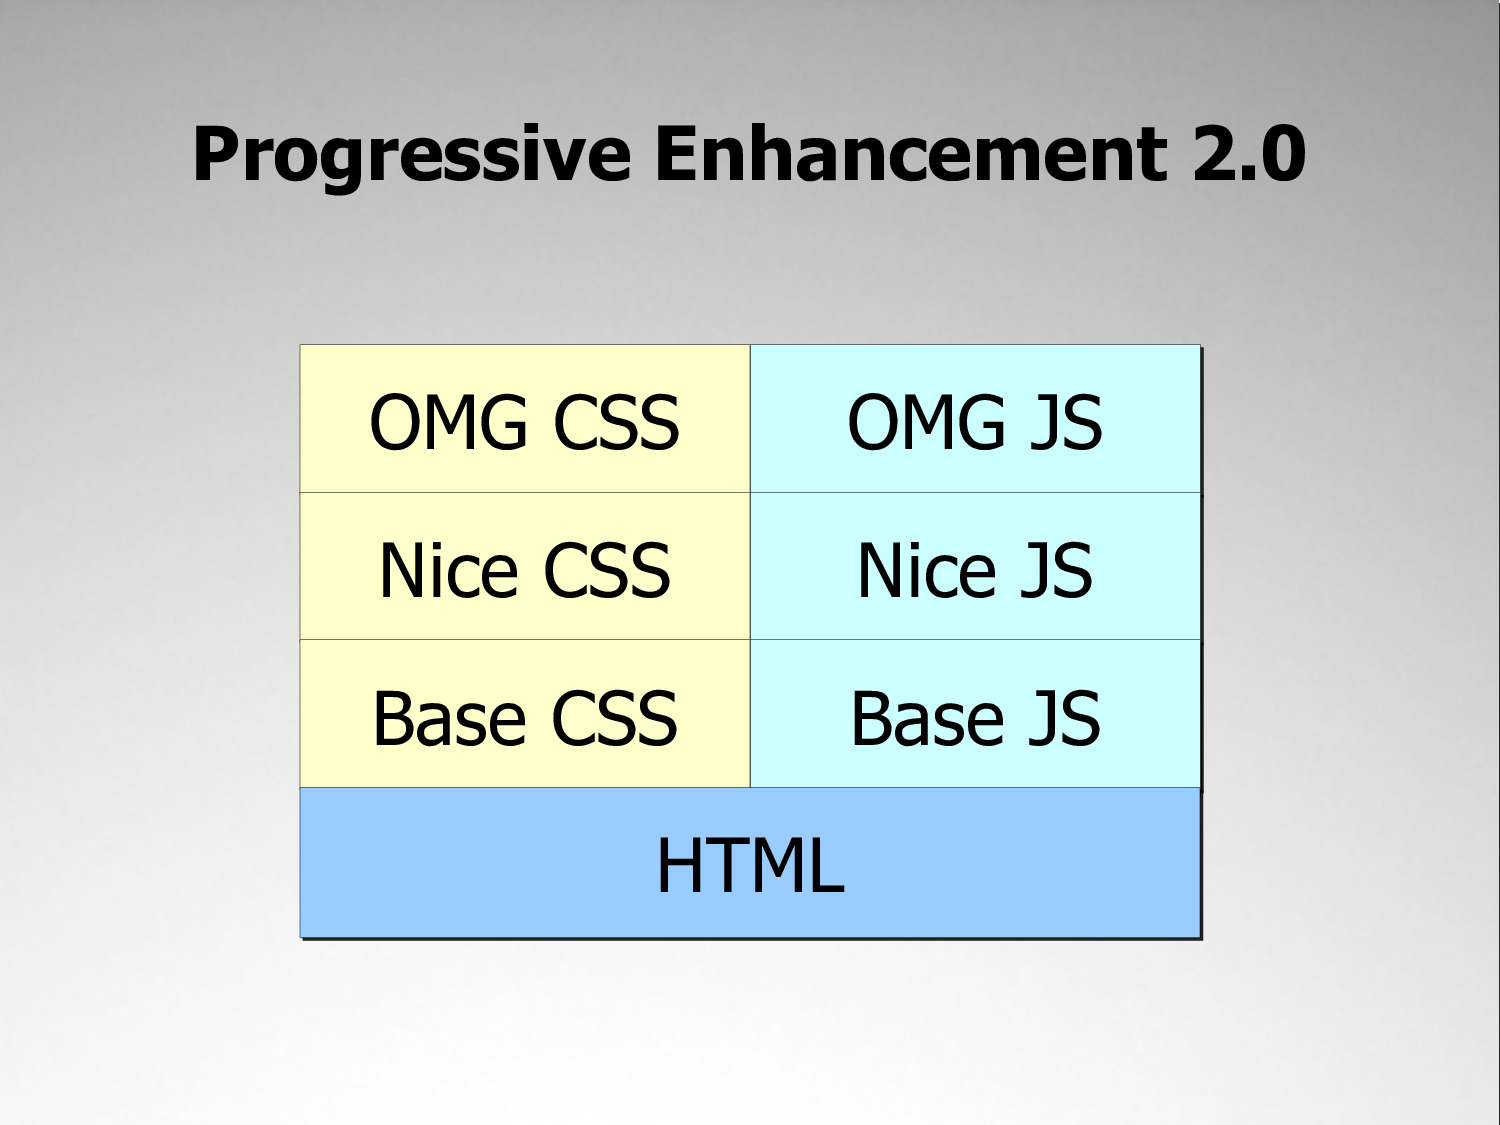 Progressive Enhancement 2.0
OMG CSS
OMG JS
Nice CSS
Nice JS
Base CSS
Base JS
HTML